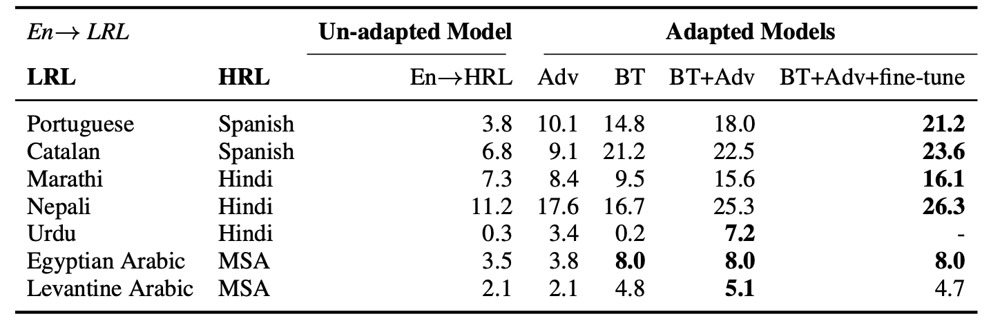 En→ LRL Un-adapted Model Adapted Models
LRL HRL En→HRL Adv BT BT+Adv BT+Adv+fine-tune
Portuguese Spanish 3.8 10.1 14.8 18.0 21.2
Catalan Spanish 6.8 9.1 21.2 22.5 23.6
Marathi Hindi 7.3 8.4 9.5 15.6 16.1
Nepali Hindi 11.2 17.6 16.7 25.3 26.3
Urdu Hindi 0.3 3.4 0.2 7.2 -
Egyptian Arabic MSA 3.5 3.8 8.0 8.0 8.0
Levantine Arabic MSA 2.1 2.1 4.8 5.1 4.7